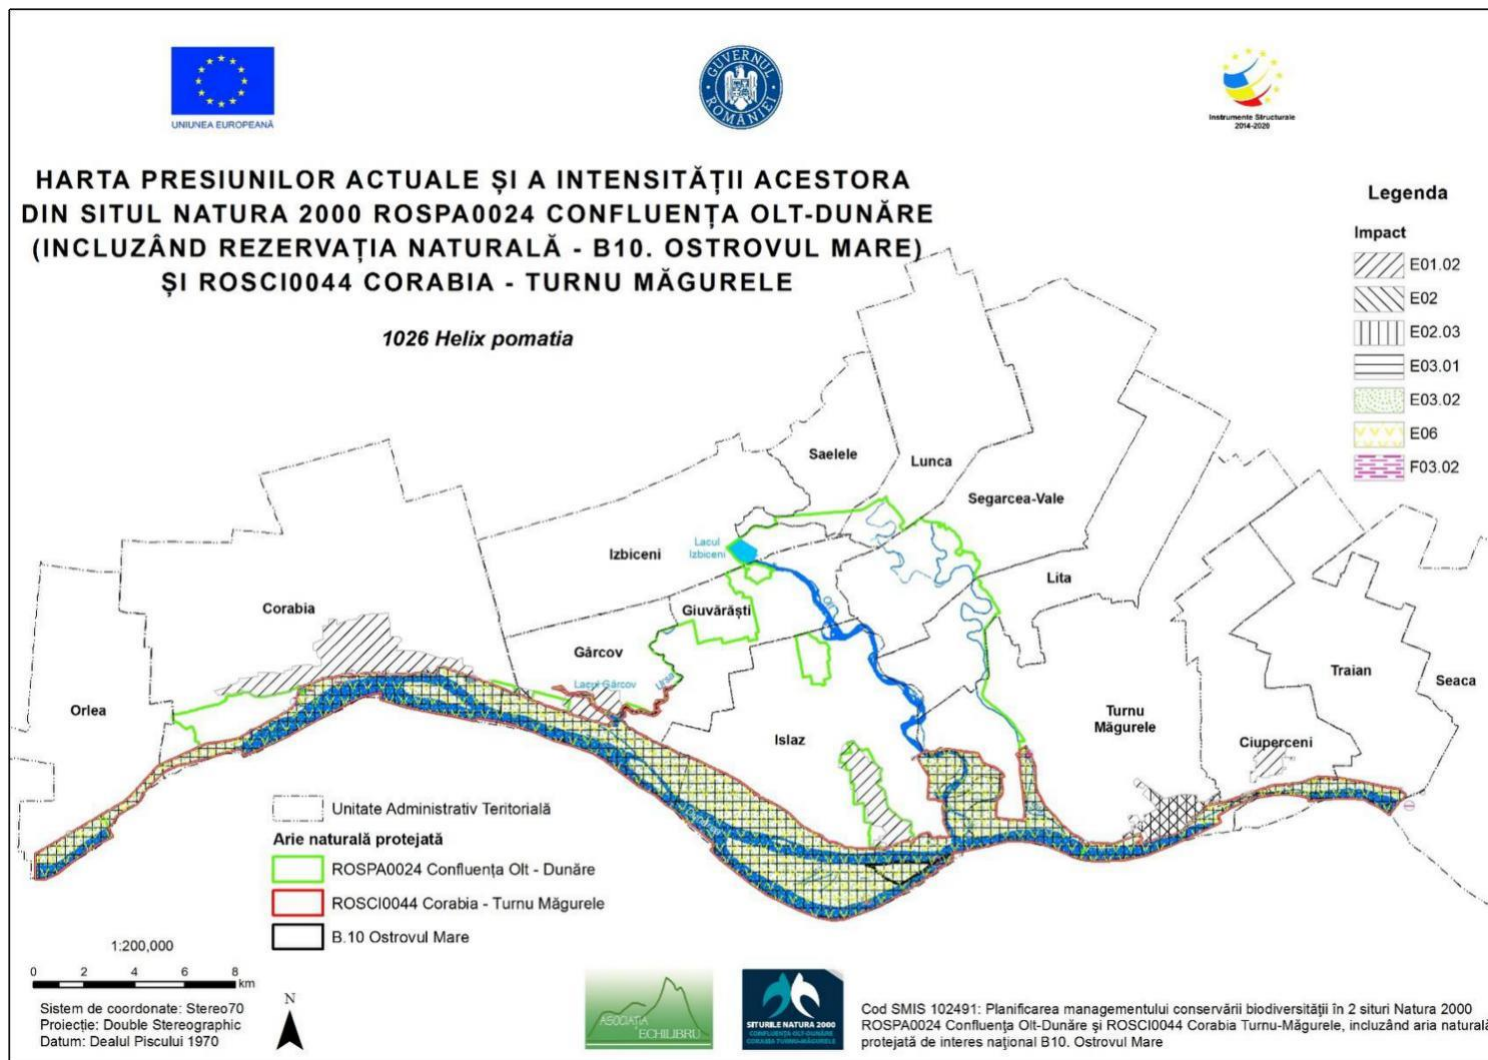 UNIUNEA EUROPEANĂ
GUVERNUL ROMÂNIEI
Instrumente Structurale
2014-2020
HARTA PRESIUNILOR ACTUALE ȘI A INTENSITĂȚII ACESTORA
DIN SITUL NATURA 2000 ROSPA0024 CONFLUENȚA OLT-DUNĂRE
(INCLUZÂND REZERVAȚIA NATURALĂ - B10. OSTROVUL MARE)
ȘI ROSCI0044 CORABIA - TURNU MĂGURELE
1026 Helix pomatia
Legenda
Impact
E01.02
E02
E02.03
E03.01
E03.02
E06
F03.02
Saelele
Lunca
Segarcea-Vale
Izbiceni
Lacul
Izbiceni
Lita
Corabia
Giuvărăști
Olt
Gârcov
Lacul Gârcov
Orlea
Islaz
Turnu
Măgurele
Traian
Seaca
Ciuperceni
Unitate Administrativ Teritorială
Arie naturală protejată
ROSPA0024 Confluența Olt - Dunăre
ROSCI0044 Corabia - Turnu Măgurele
B.10 Ostrovul Mare
1:200,000
0 2 4 6 8
km
Sistem de coordonate: Stereo70
Proiecție: Double Stereographic
Datum: Dealul Piscului 1970
N
ASOCIAȚIA
ECHILIBRU
SITURILE NATURA 2000
CONFLUENȚA OLT-DUNĂRE
CORABIA TURNU-MĂGURELE
Cod SMIS 102491: Planificarea managementului conservării biodiversității în 2 situri Natura 2000
ROSPA0024 Confluența Olt-Dunăre și ROSCI0044 Corabia Turnu-Măgurele, incluzând aria naturală
protejată de interes național B10. Ostrovul Mare